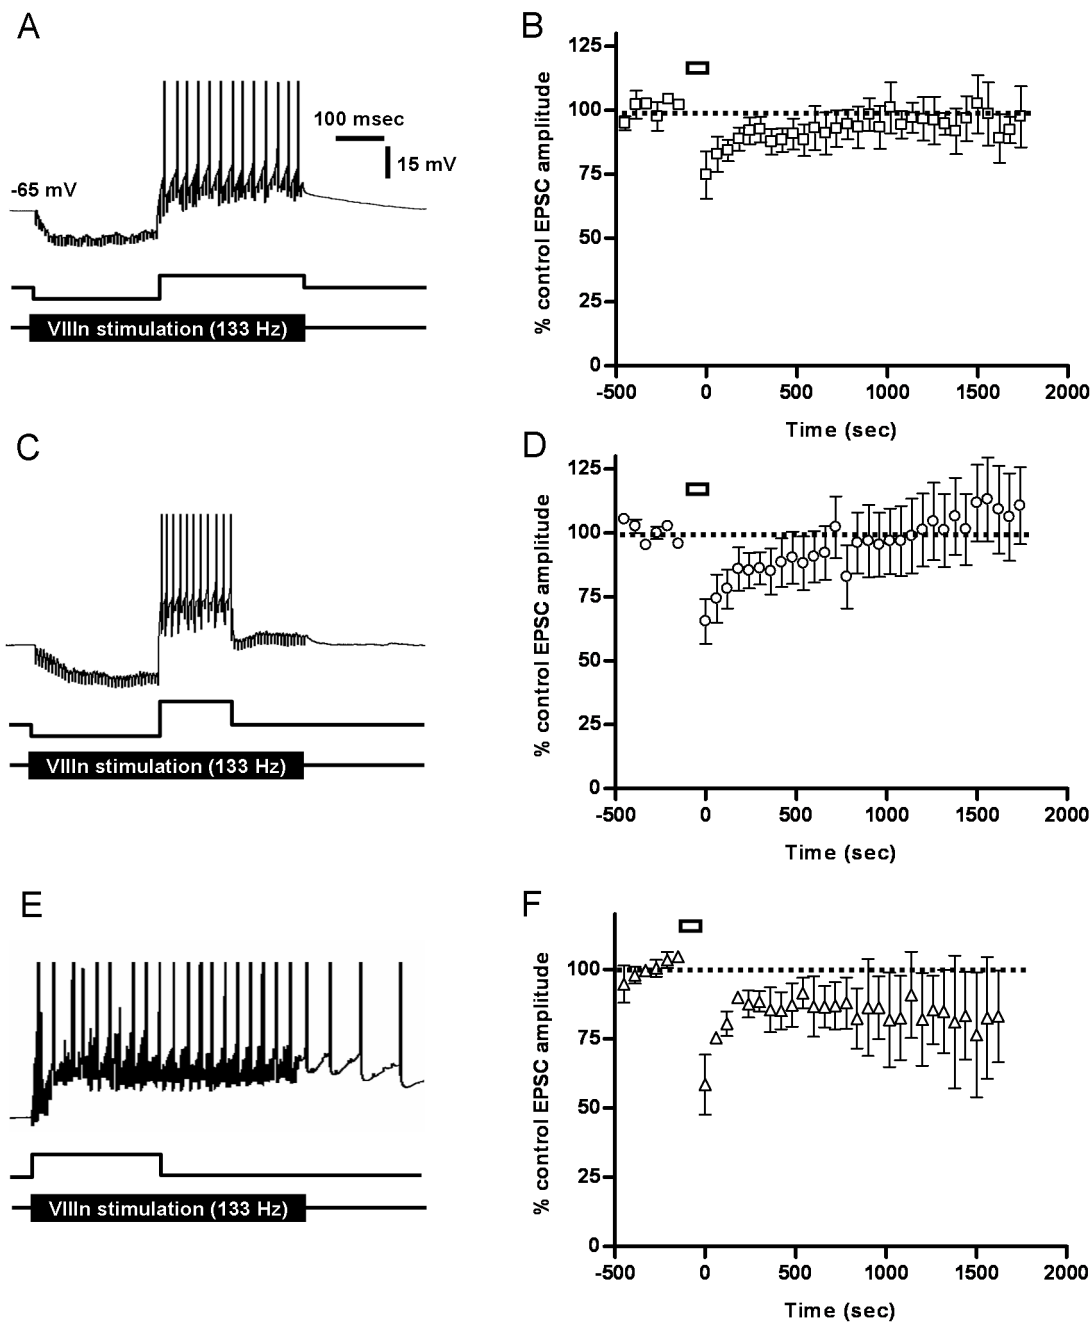 A
100 msec
15 mV
-65 mV
VIIIn stimulation (133 Hz)
B
% control EPSC amplitude
125
100
75
50
25
0
-500 0 500 1000 1500 2000
Time (sec)
C
VIIIn stimulation (133 Hz)
D
% control EPSC amplitude
125
100
75
50
25
0
-500 0 500 1000 1500 2000
Time (sec)
E
VIIIn stimulation (133 Hz)
F
% control EPSC amplitude
100
75
50
25
0
-500 0 500 1000 1500 2000
Time (sec)